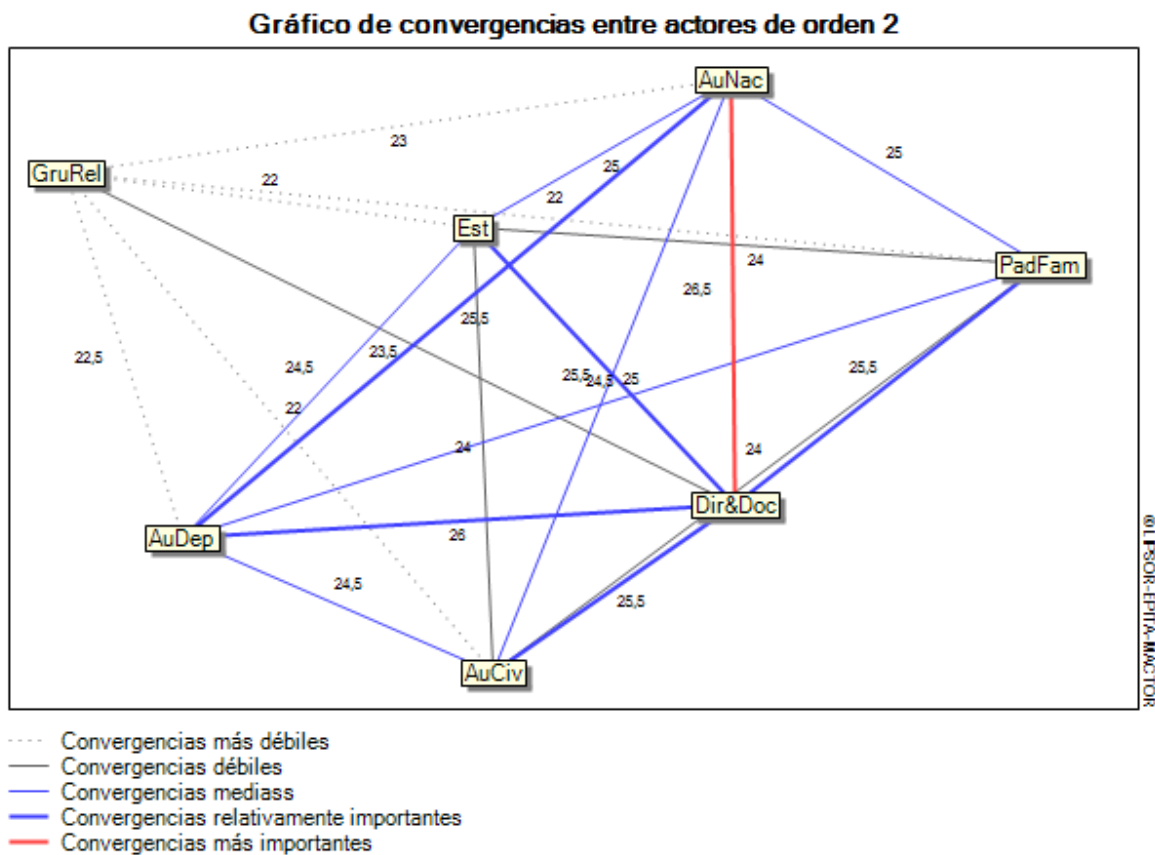 Gráfico de convergencias entre actores de orden 2
AuNac
23
25
GruRel
22
25
22
Est
24
PadFam
26,5
25,5
22,5
24,5
23,5
25,5
24,5
25
25,5
22
24
24
Dir&Doc
AuDep
26
24,5
25,5
AuCiv
© LIPSOR-EPITA-MACTOR
Convergencias más débiles
Convergencias débiles
Convergencias mediass
Convergencias relativamente importantes
Convergencias más importantes